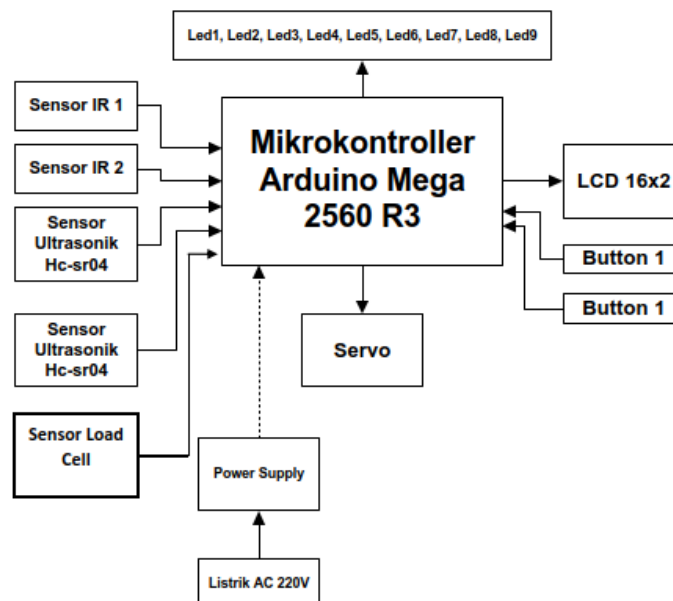 Led1, Led2, Led3, Led4, Led5, Led6, Led7, Led8, Led9
Sensor IR 1
Sensor IR 2
Sensor
Ultrasonik
Hc-sr04
Sensor
Ultrasonik
Hc-sr04
Sensor Load
Cell
Mikrokontroller
Arduino Mega
2560 R3
LCD 16x2
Button 1
Button 1
Servo
Power Supply
Listrik AC 220V